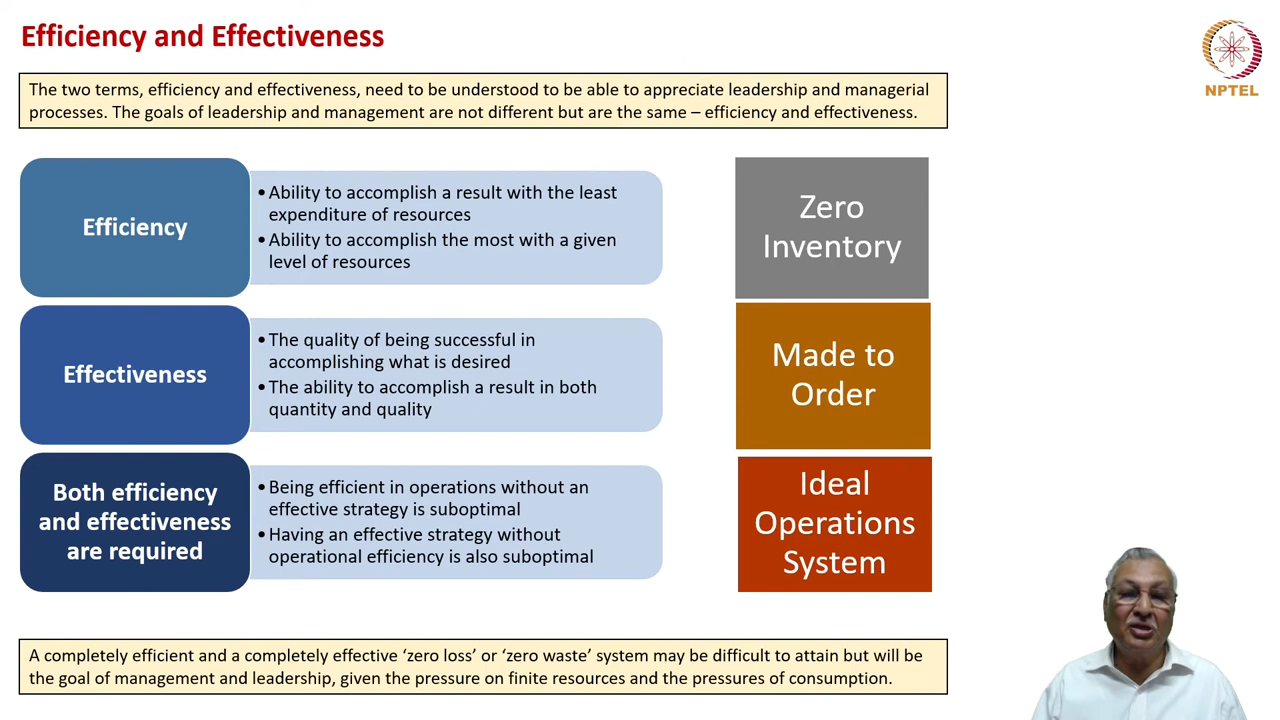 Efficiency and Effectiveness
NPTEL
The two terms, efficiency and effectiveness, need to be understood to be able to appreciate leadership and managerial
processes. The goals of leadership and management are not different but are the same – efficiency and effectiveness.
Efficiency
•Ability to accomplish a result with the least
expenditure of resources
•Ability to accomplish the most with a given
level of resources
Zero
Inventory
Effectiveness
•The quality of being successful in
accomplishing what is desired
•The ability to accomplish a result in both
quantity and quality
Made to
Order
Both efficiency
and effectiveness
are required
•Being efficient in operations without an
effective strategy is suboptimal
•Having an effective strategy without
operational efficiency is also suboptimal
Ideal
Operations
System
A completely efficient and a completely effective ‘zero loss’ or ‘zero waste’ system may be difficult to attain but will be
the goal of management and leadership, given the pressure on finite resources and the pressures of consumption.